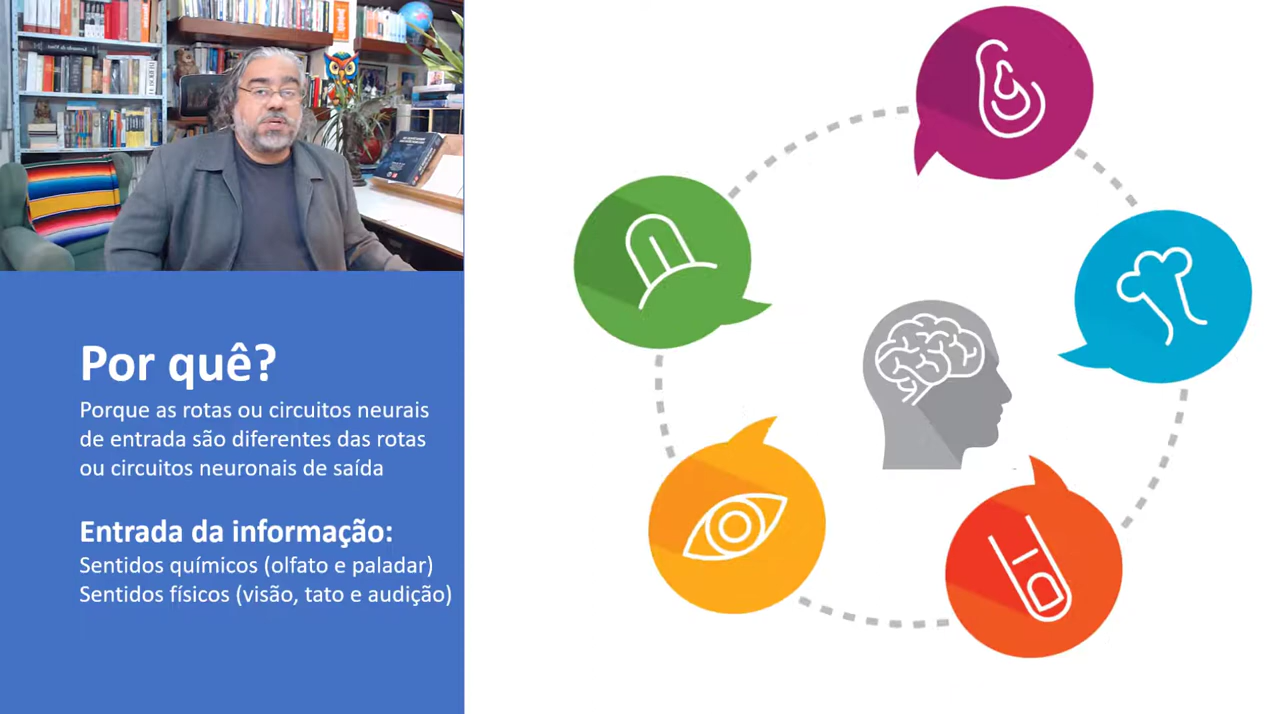 Por quê?
Porque as rotas ou circuitos neurais
de entrada são diferentes das rotas
ou circuitos neuronais de saída
Entrada da informação:
Sentidos químicos (olfato e paladar)
Sentidos físicos (visão, tato e audição)